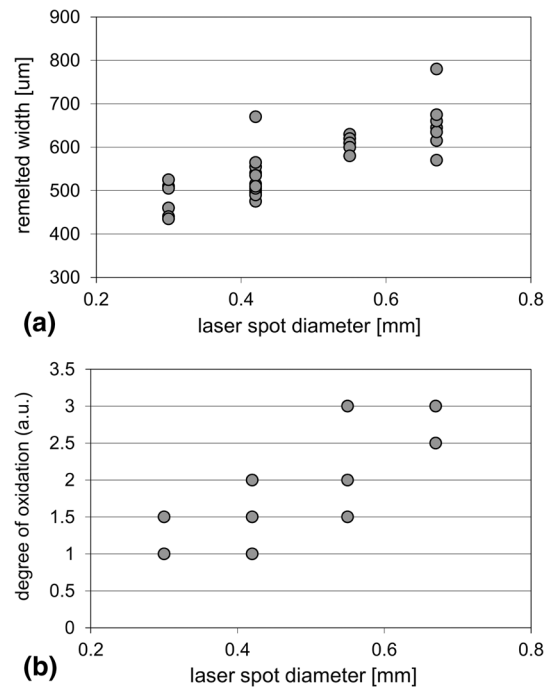 900
800
700
600
500
400
300
remelted width [um]
0.2 0.4 0.6 0.8
laser spot diameter [mm]
(a)
3.5
3
2.5
2
1.5
1
0.5
0
degree of oxidation (a.u.)
0.2 0.4 0.6 0.8
laser spot diameter [mm]
(b)